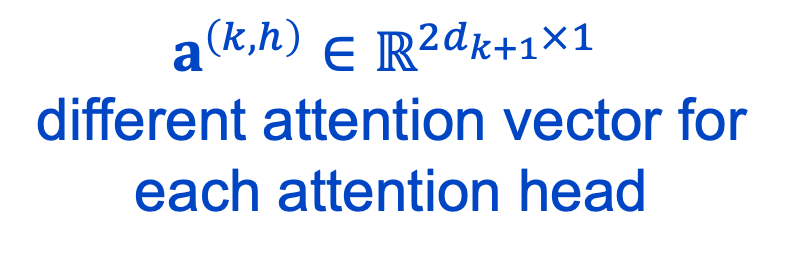 𝐚⁽ᵏ,ʰ⁾ ∈ ℝ^{2d_{k+1}×1}
different attention vector for
each attention head